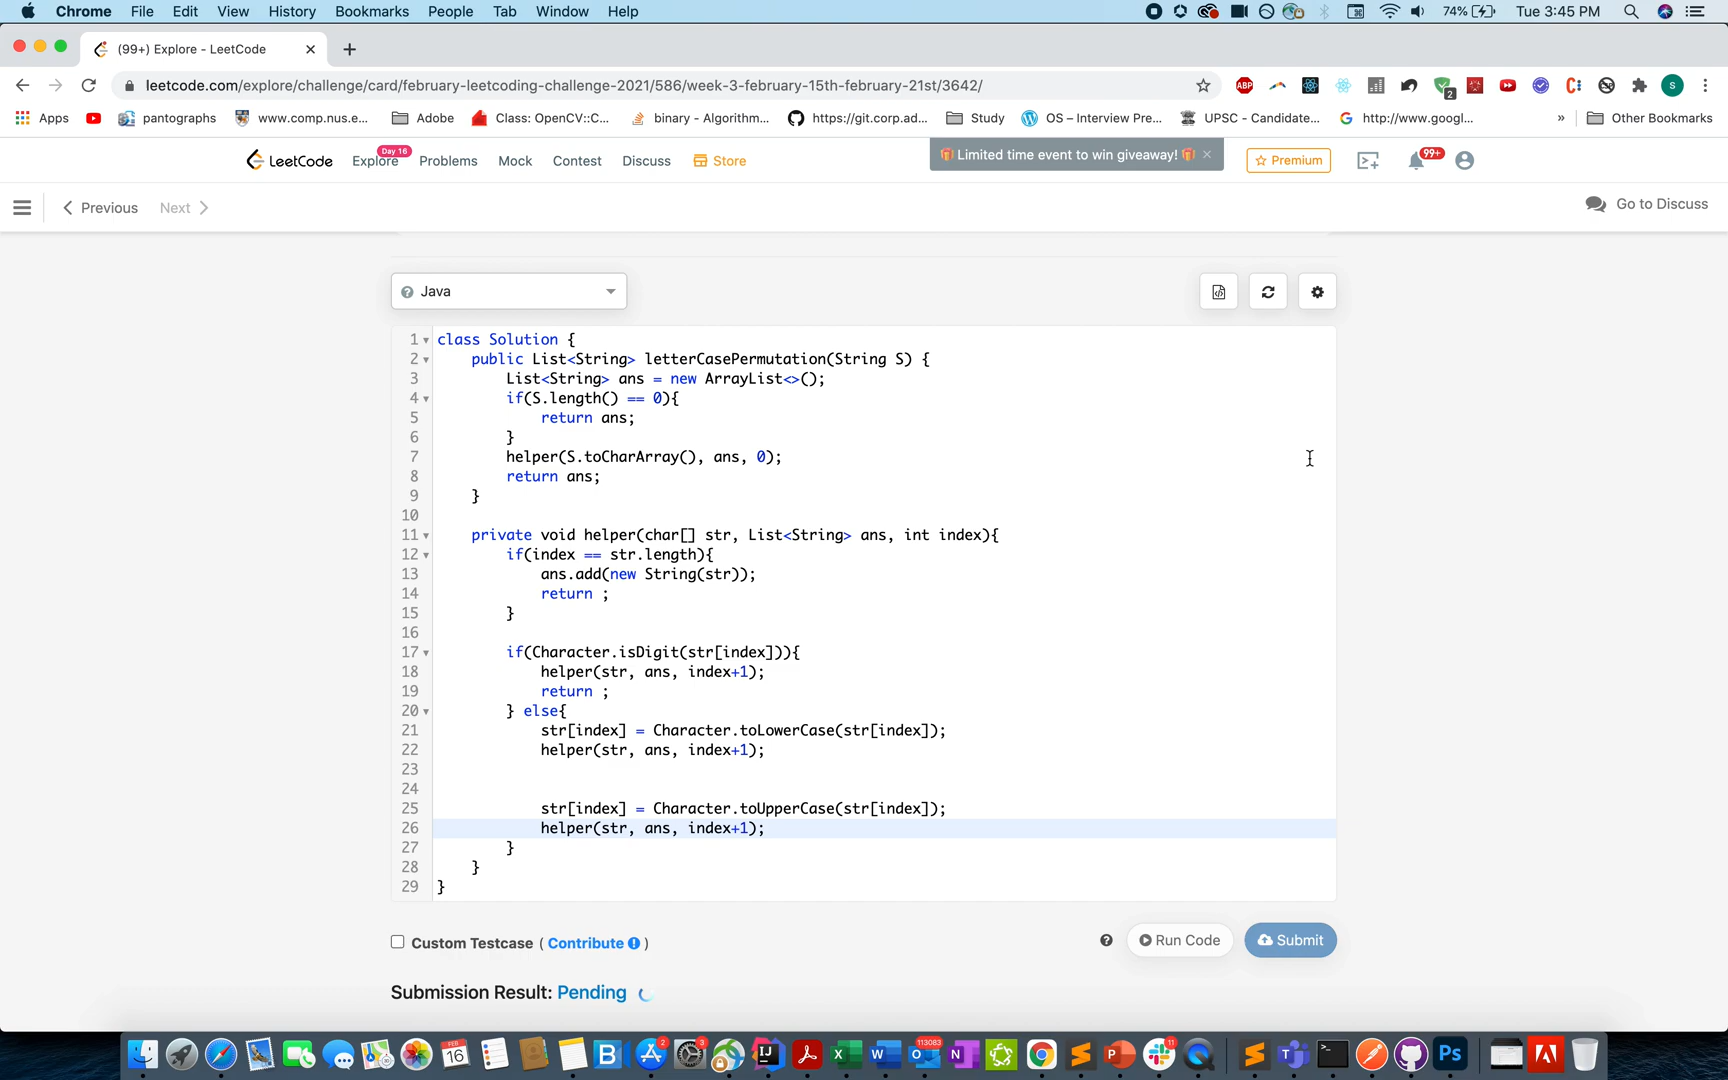 Chrome File Edit View History Bookmarks People Tab Window Help 74% Tue 3:45 PM
(99+) Explore - LeetCode
leetcode.com/explore/challenge/card/february-leetcoding-challenge-2021/586/week-3-february-15th-february-21st/3642/
Apps pantographs www.comp.nus.e... Adobe Class: OpenCV::C... binary - Algorithm... https://git.corp.ad... Study OS – Interview Pre... UPSC - Candidate... http://www.googl... » Other Bookmarks
LeetCode Explore Day 16 Problems Mock Contest Discuss Store Limited time event to win giveaway! Premium 99+
Previous Next Go to Discuss
Java
1 class Solution {
2 public List<String> letterCasePermutation(String S) {
3 List<String> ans = new ArrayList<>();
4 if(S.length() == 0){
5 return ans;
6 }
7 helper(S.toCharArray(), ans, 0);
8 return ans;
9 }
10
11 private void helper(char[] str, List<String> ans, int index){
12 if(index == str.length){
13 ans.add(new String(str));
14 return ;
15 }
16
17 if(Character.isDigit(str[index])){
18 helper(str, ans, index+1);
19 return ;
20 } else{
21 str[index] = Character.toLowerCase(str[index]);
22 helper(str, ans, index+1);
23
24
25 str[index] = Character.toUpperCase(str[index]);
26 helper(str, ans, index+1);
27 }
28 }
29 }
Custom Testcase ( Contribute ) Run Code Submit
Submission Result: Pending